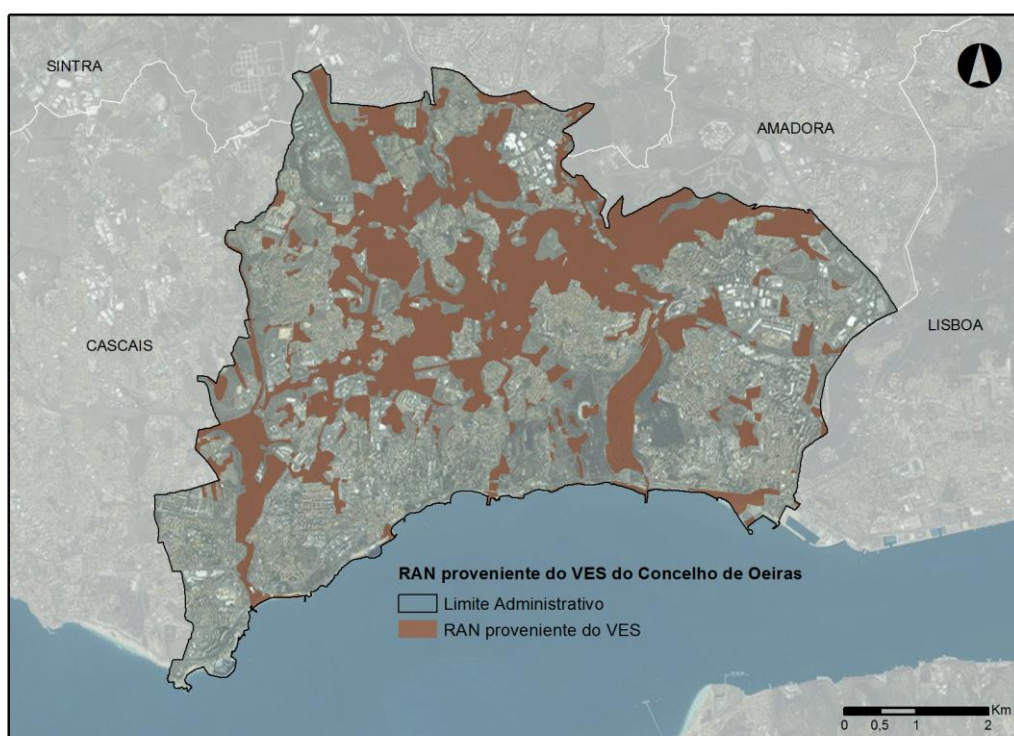 SINTRA
AMADORA
CASCAIS
LISBOA
RAN proveniente do VES do Concelho de Oeiras
Limite Administrativo
RAN proveniente do VES
Km
0 0,5 1 2